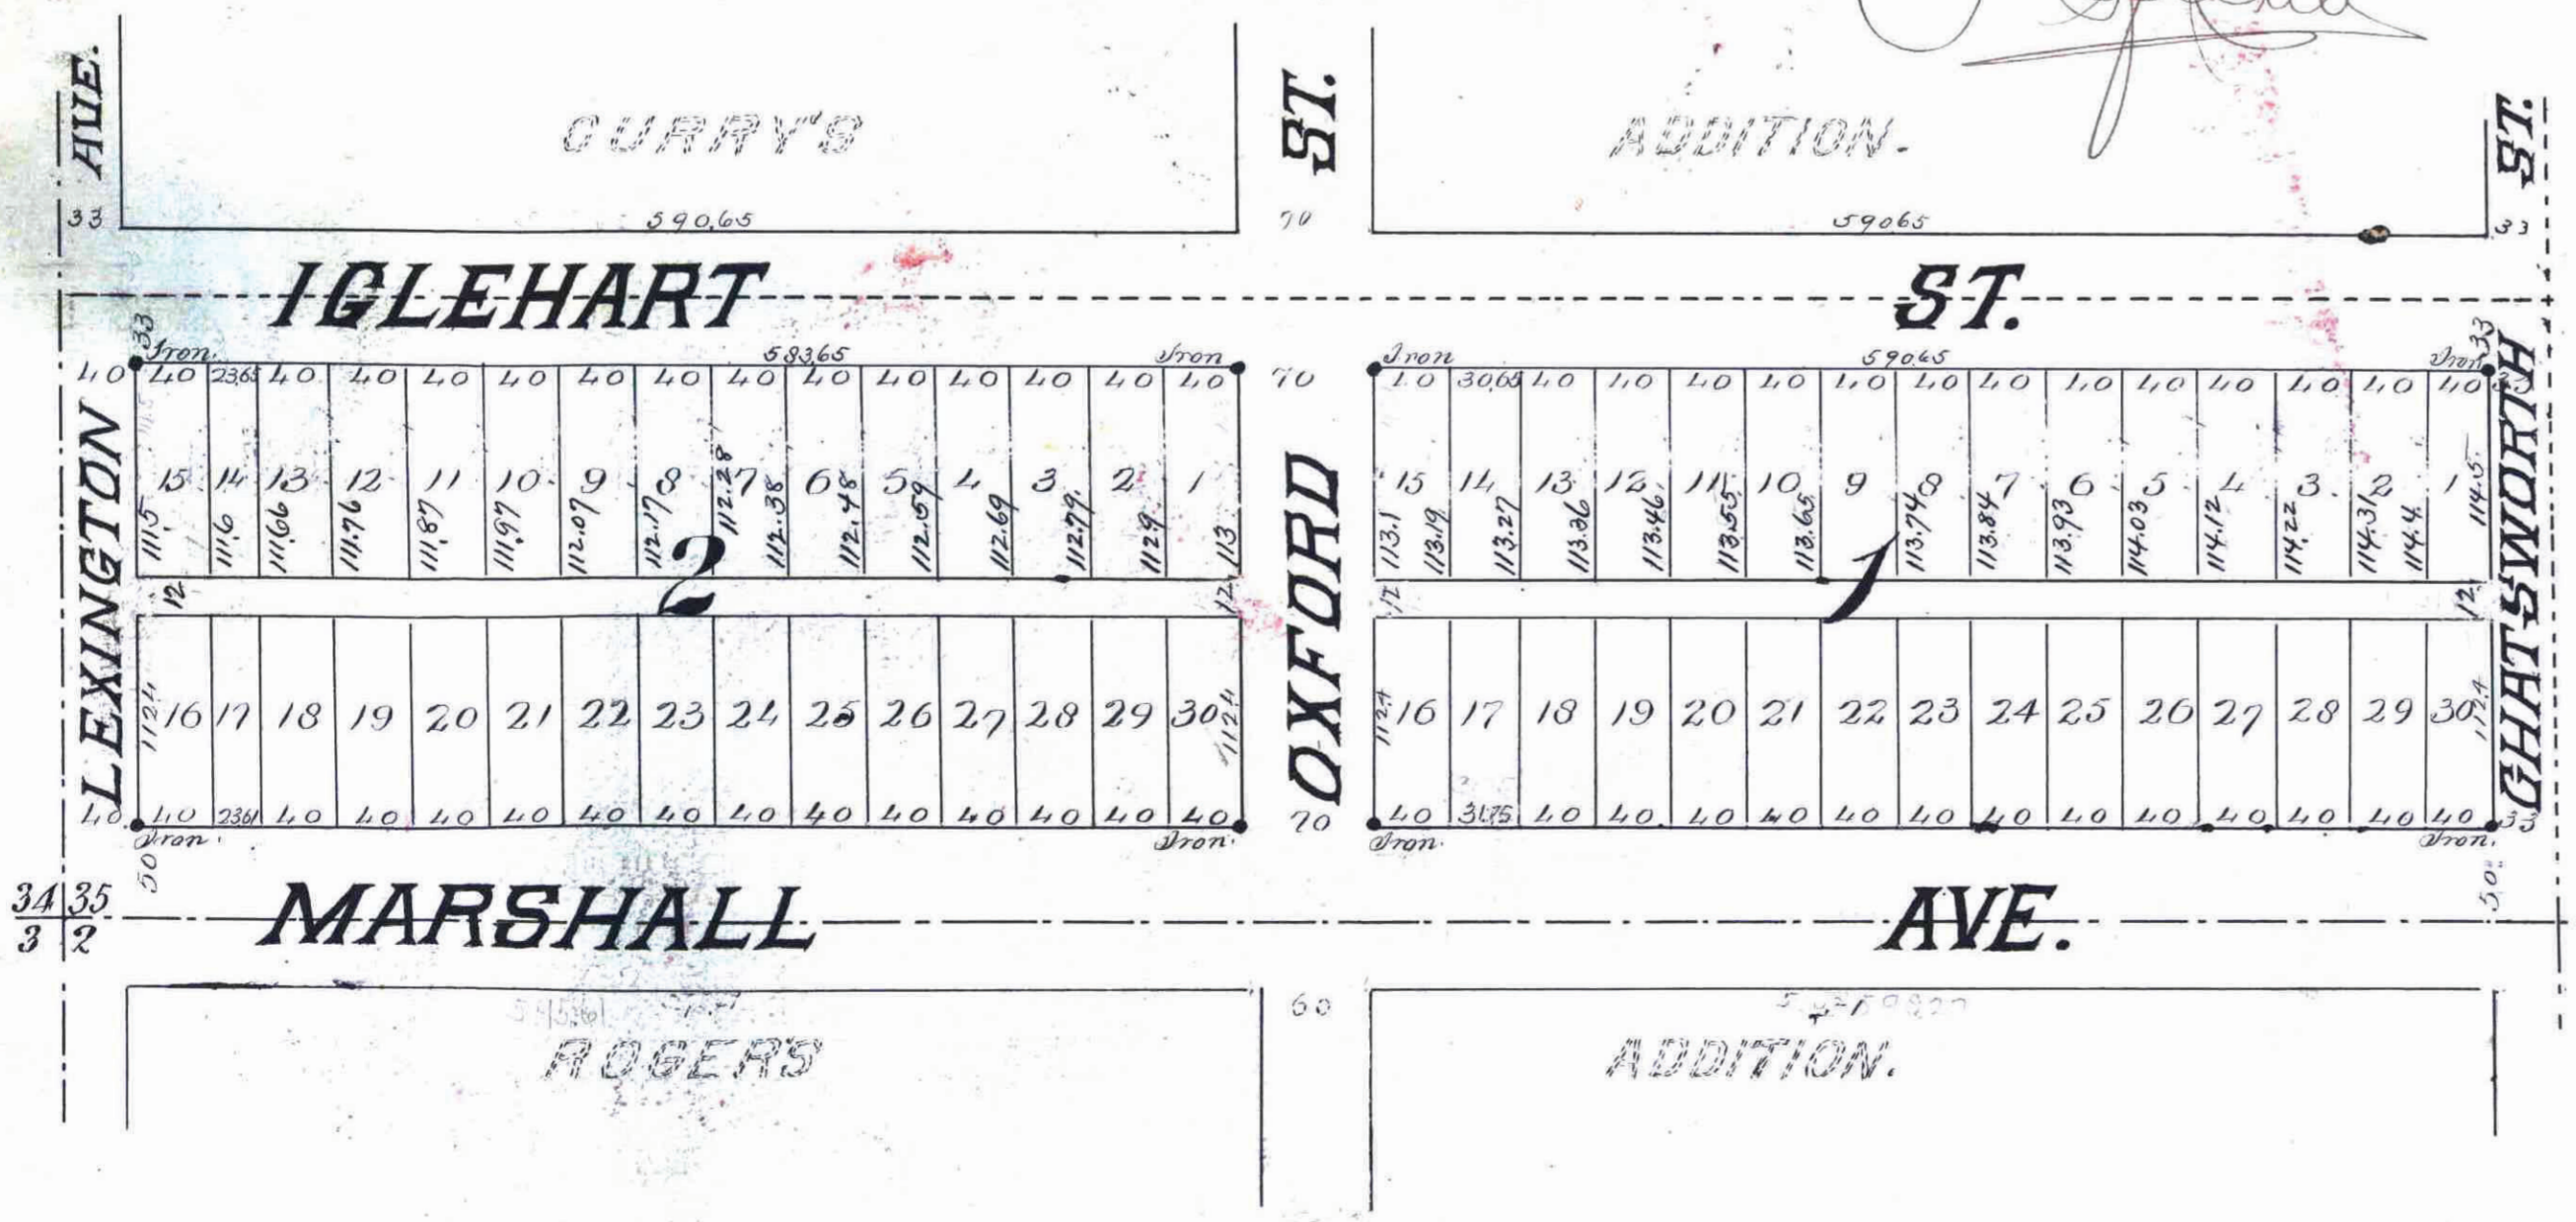 AUE.
ST.
ST.
CURRY'S
ADDITION.
33 590,65 70 59065 33
IGLEHART ST.
33 33
Iron. 583,65 Iron Iron 590.65 Iron
40 40 23,65 40 40 40 40 40 40 40 40 40 40 40 40 40 70 40 30,65 40 40 40 40 40 40 40 40 40 40 40 40 40 33
LEXINGTON
OXFORD
CHATSWORTH
15 14 13 12 11 10 9 8 7 6 5 4 3 2 1
15 14 13 12 11 10 9 8 7 6 5 4 3 2 1
111.5 111.6 111.66 111.76 111.87 111.97 112.07 112.17 112.28 112.38 112.48 112.59 112.69 112.79 112.9 113
113.1 113.19 113.27 113.36 113.46 113.55 113.65 113.74 113.84 113.93 114.03 114.12 114.22 114.31 114.4 114.5
12 2 12 12 1 12
112.4 16 17 18 19 20 21 22 23 24 25 26 27 28 29 30 112.4
112.4 16 17 18 19 20 21 22 23 24 25 26 27 28 29 30 112.4
40 40 23.61 40 40 40 40 40 40 40 40 40 40 40 40 40 70 40 31.75 40 40 40 40 40 40 40 40 40 40 40 40 40 33
Iron. Iron. Iron. Iron.
50 50
34 35
MARSHALL AVE.
3 2
60
ROGERS
ADDITION.